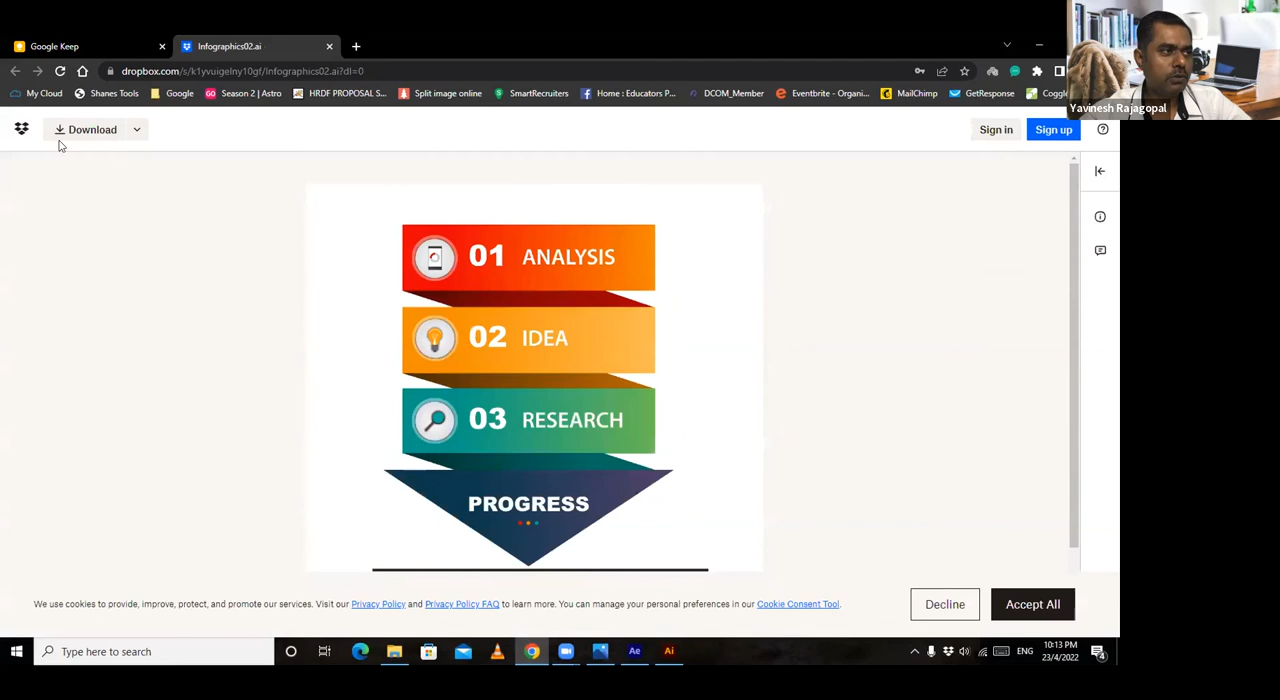 Google Keep
Infographics02.ai
dropbox.com/s/k1yvuigelny10gf/Infographics02.ai?dl=0
My Cloud Shanes Tools Google Season 2 | Astro HRDF PROPOSAL S... Split image online SmartRecruiters Home : Educators P... DCOM_Member Eventbrite - Organi... MailChimp GetResponse Coggle
Yavinesh Rajagopal
Download
Sign in
Sign up
01 ANALYSIS
02 IDEA
03 RESEARCH
PROGRESS
We use cookies to provide, improve, protect, and promote our services. Visit our Privacy Policy and Privacy Policy FAQ to learn more. You can manage your personal preferences in our Cookie Consent Tool.
Decline
Accept All
Type here to search
Ae
Ai
ENG
10:13 PM
23/4/2022
4